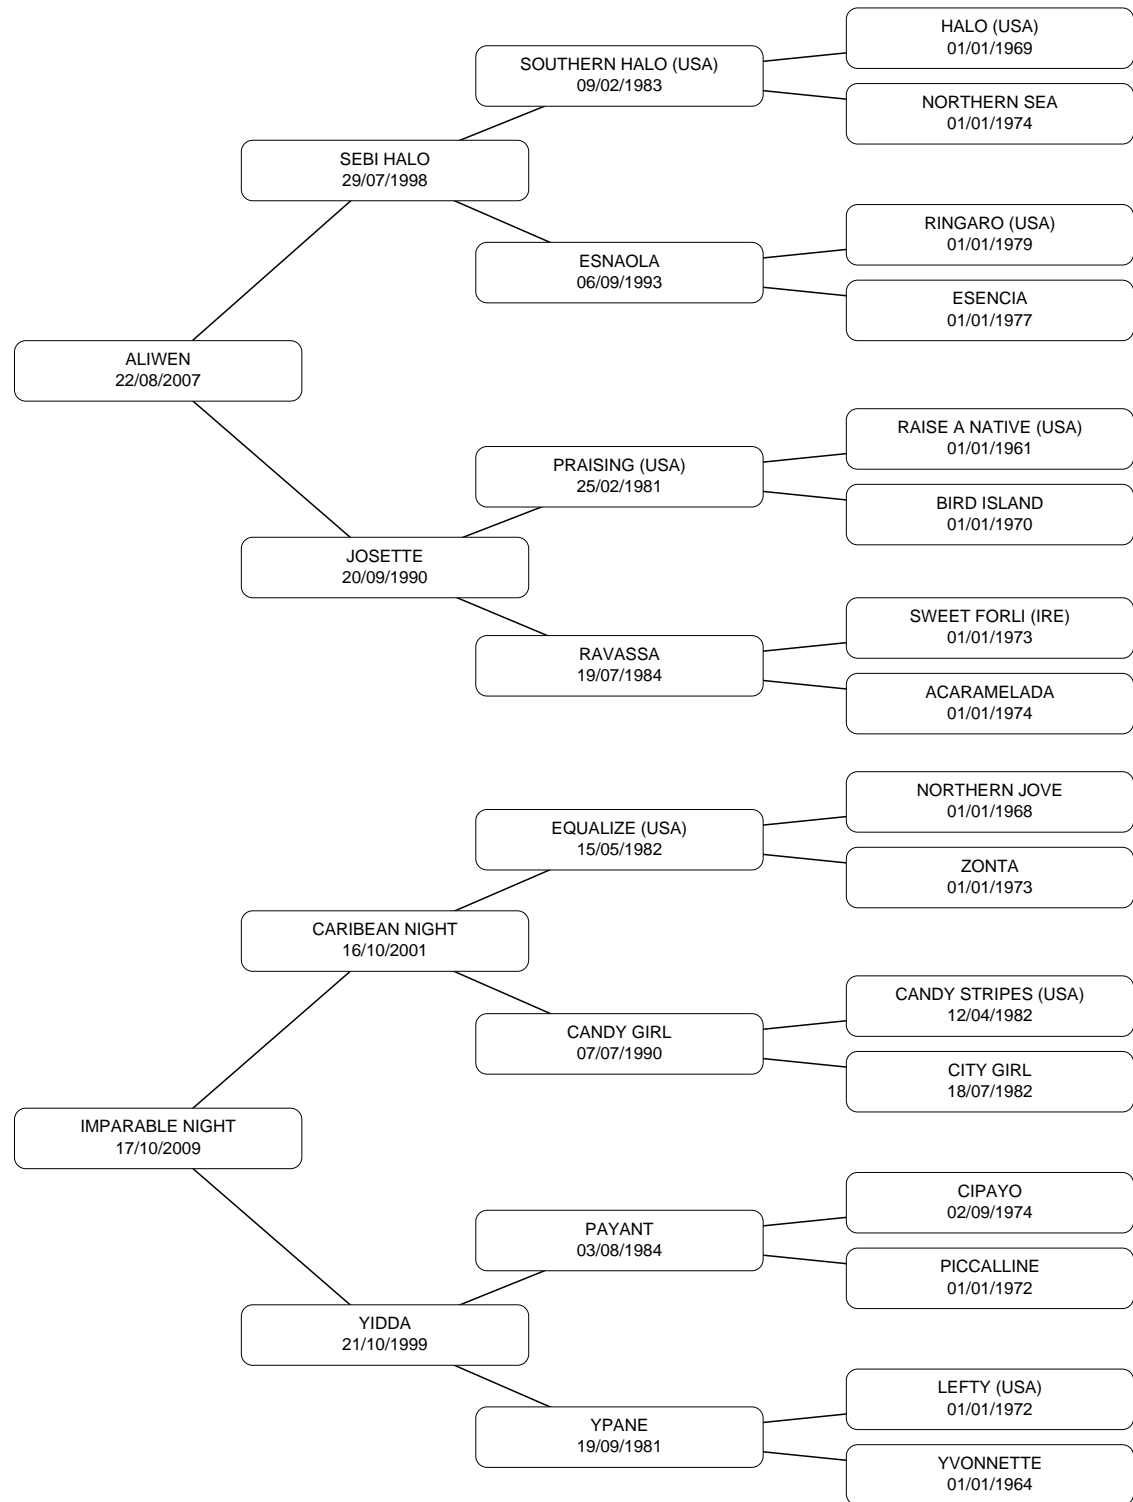 HALO (USA)
01/01/1969
SOUTHERN HALO (USA)
09/02/1983
NORTHERN SEA
01/01/1974
SEBI HALO
29/07/1998
RINGARO (USA)
01/01/1979
ESNAOLA
06/09/1993
ESENCIA
01/01/1977
ALIWEN
22/08/2007
RAISE A NATIVE (USA)
01/01/1961
PRAISING (USA)
25/02/1981
BIRD ISLAND
01/01/1970
JOSETTE
20/09/1990
SWEET FORLI (IRE)
01/01/1973
RAVASSA
19/07/1984
ACARAMELADA
01/01/1974
NORTHERN JOVE
01/01/1968
EQUALIZE (USA)
15/05/1982
ZONTA
01/01/1973
CARIBEAN NIGHT
16/10/2001
CANDY STRIPES (USA)
12/04/1982
CANDY GIRL
07/07/1990
CITY GIRL
18/07/1982
IMPARABLE NIGHT
17/10/2009
CIPAYO
02/09/1974
PAYANT
03/08/1984
PICCALLINE
01/01/1972
YIDDA
21/10/1999
LEFTY (USA)
01/01/1972
YPANE
19/09/1981
YVONNETTE
01/01/1964